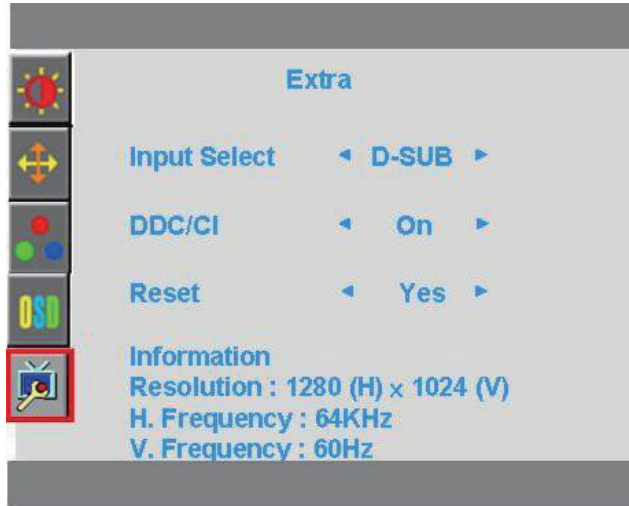 Extra
Input Select ◄ D-SUB ►
DDC/CI ◄ On ►
OSD
Reset ◄ Yes ►
Information
Resolution : 1280 (H) x 1024 (V)
H. Frequency : 64KHz
V. Frequency : 60Hz